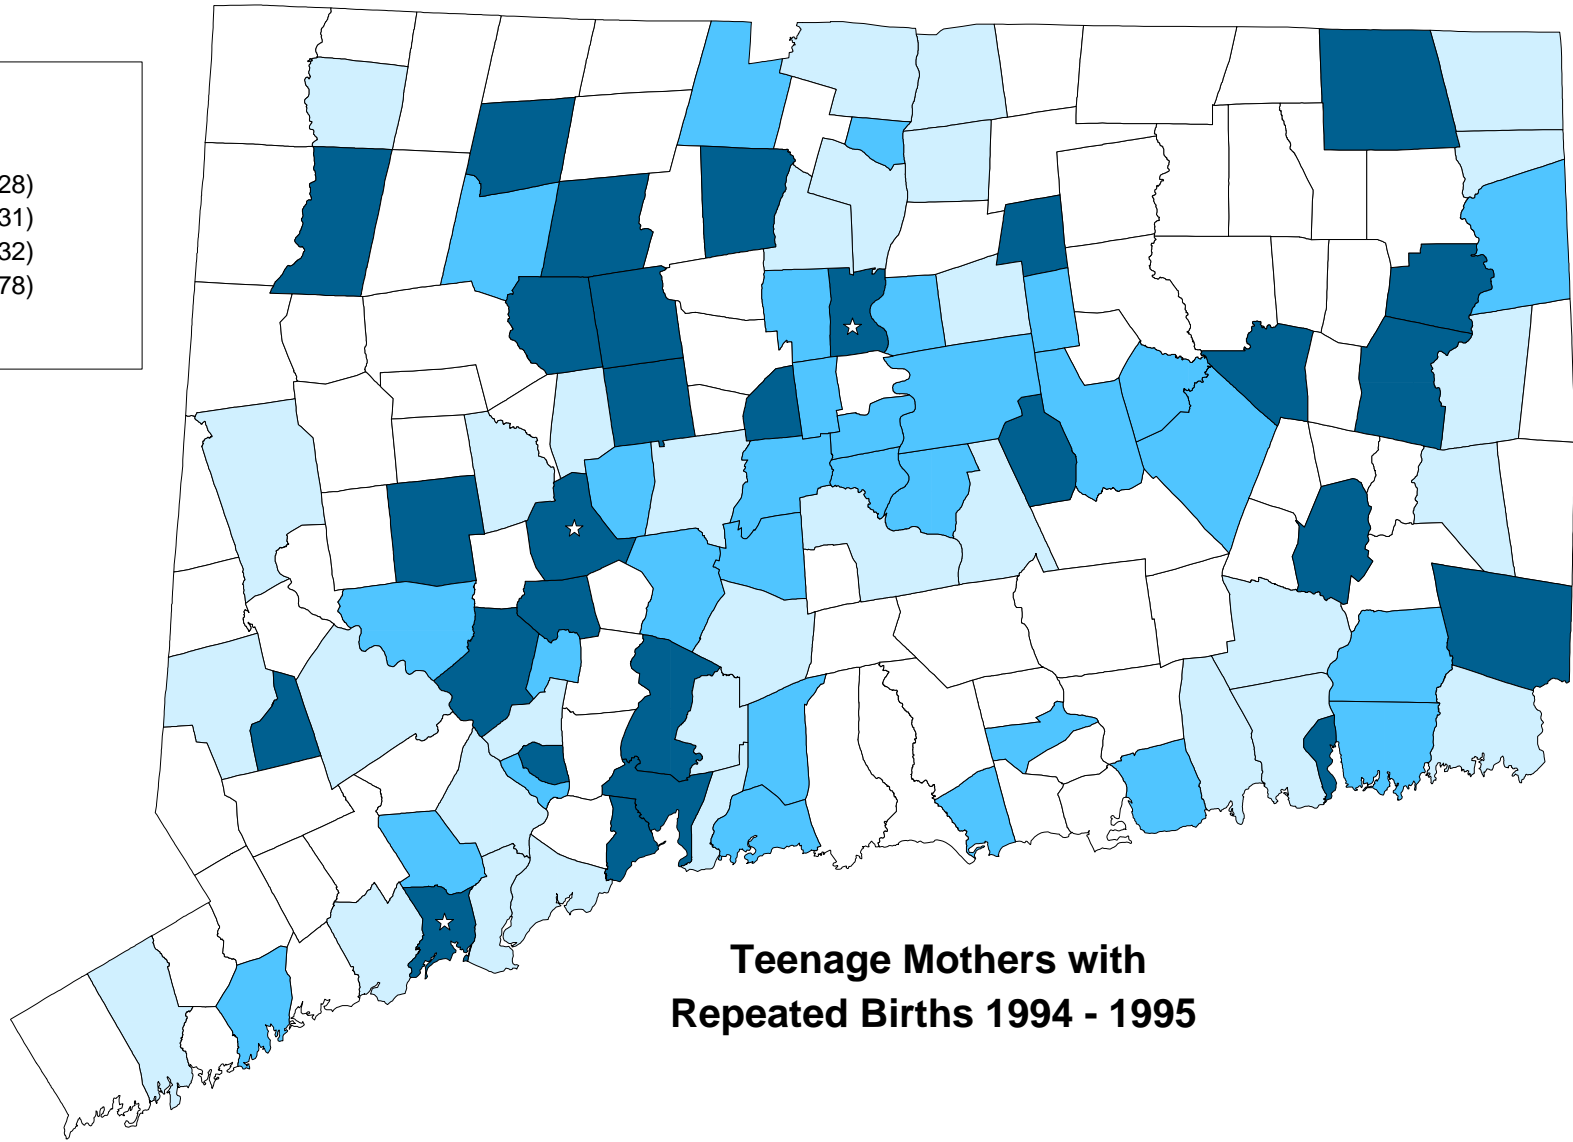 28)
31)
32)
78)
Teenage Mothers with
Repeated Births 1994 - 1995